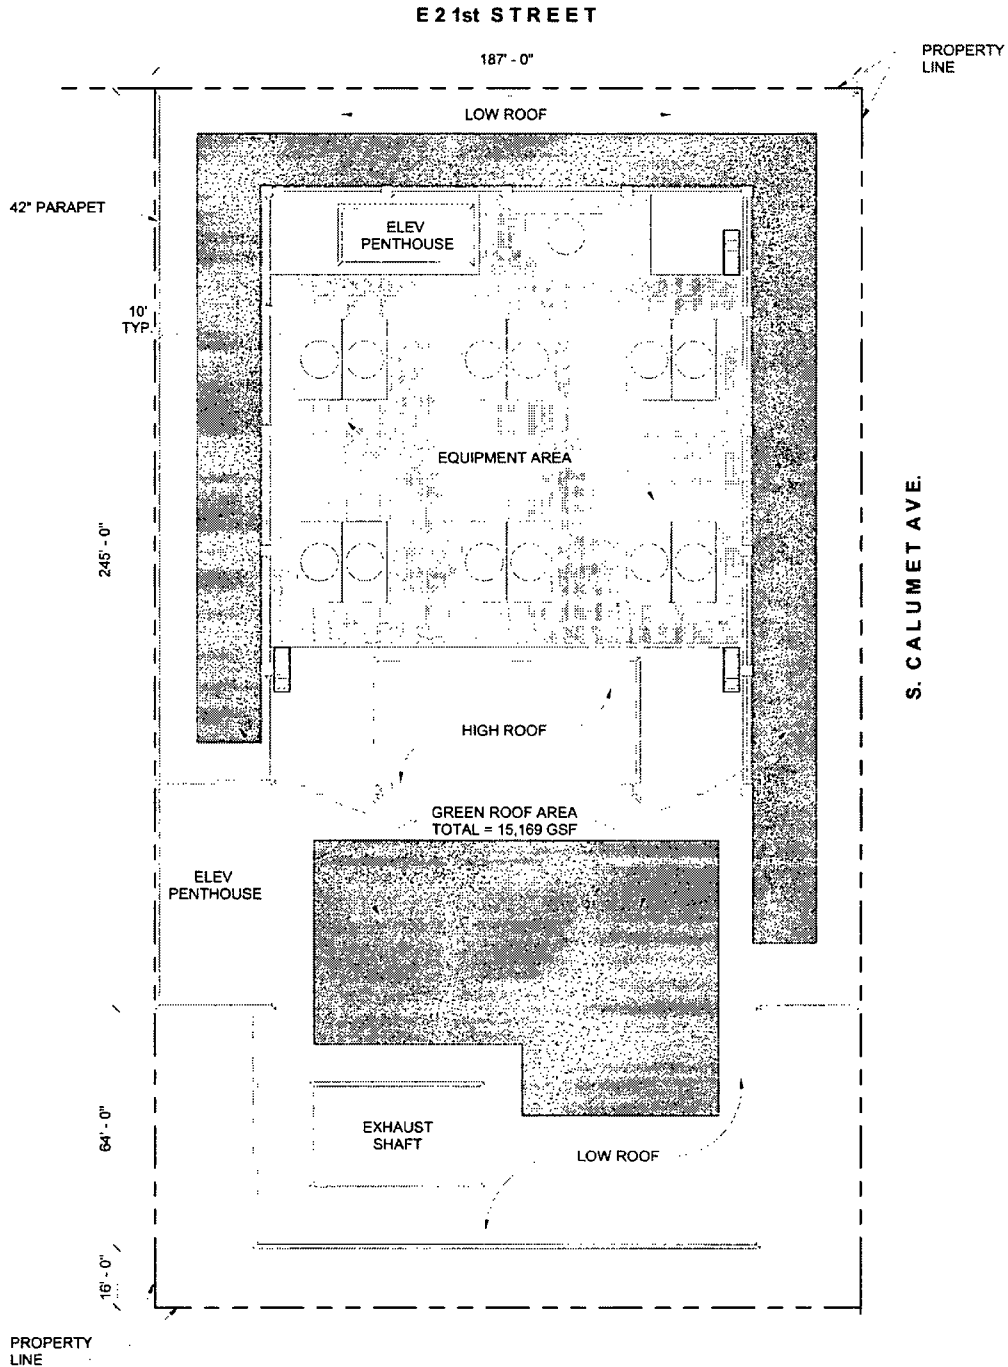 E 2 1st STREET
187' - 0"
PROPERTY
LINE
LOW ROOF
42" PARAPET
ELEV
PENTHOUSE
10'
TYP.
EQUIPMENT AREA
245' - 0"
S. CALUMET AVE.
HIGH ROOF
GREEN ROOF AREA
TOTAL = 15,169 GSF
ELEV
PENTHOUSE
64' - 0"
EXHAUST
SHAFT
LOW ROOF
16' - 0"
PROPERTY
LINE